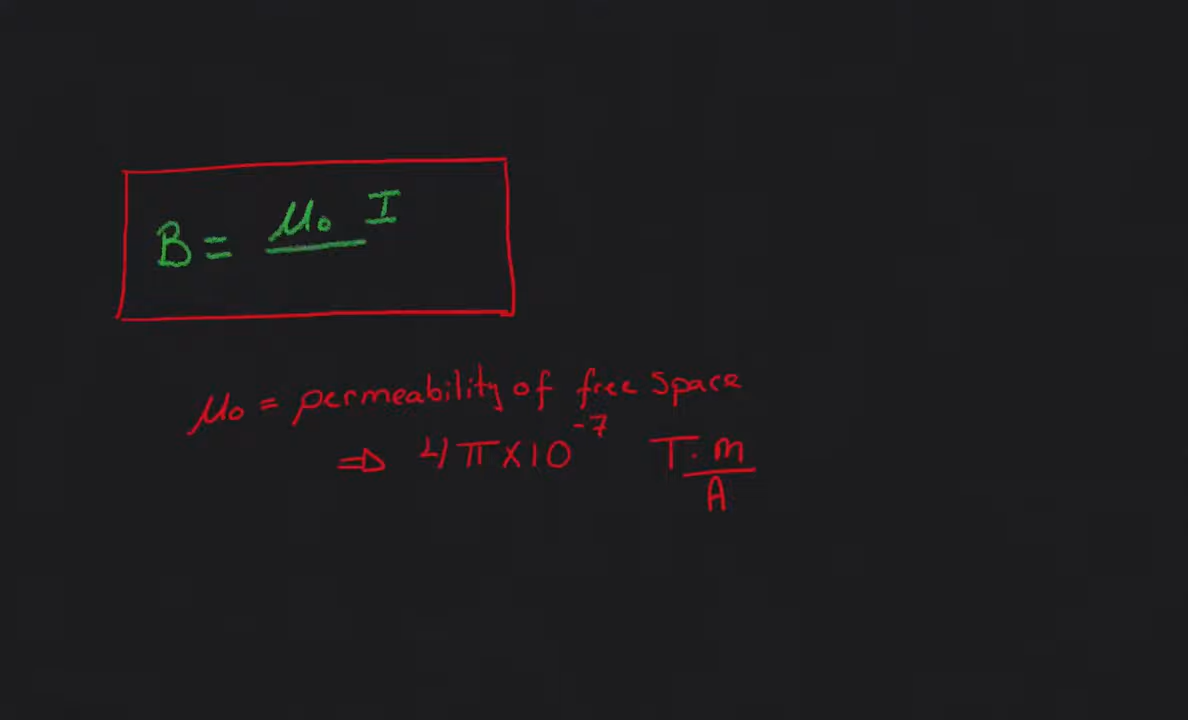 B = μ₀ I
μ₀ = permeability of free space
⇒ 4π×10⁻⁷ T·m/A